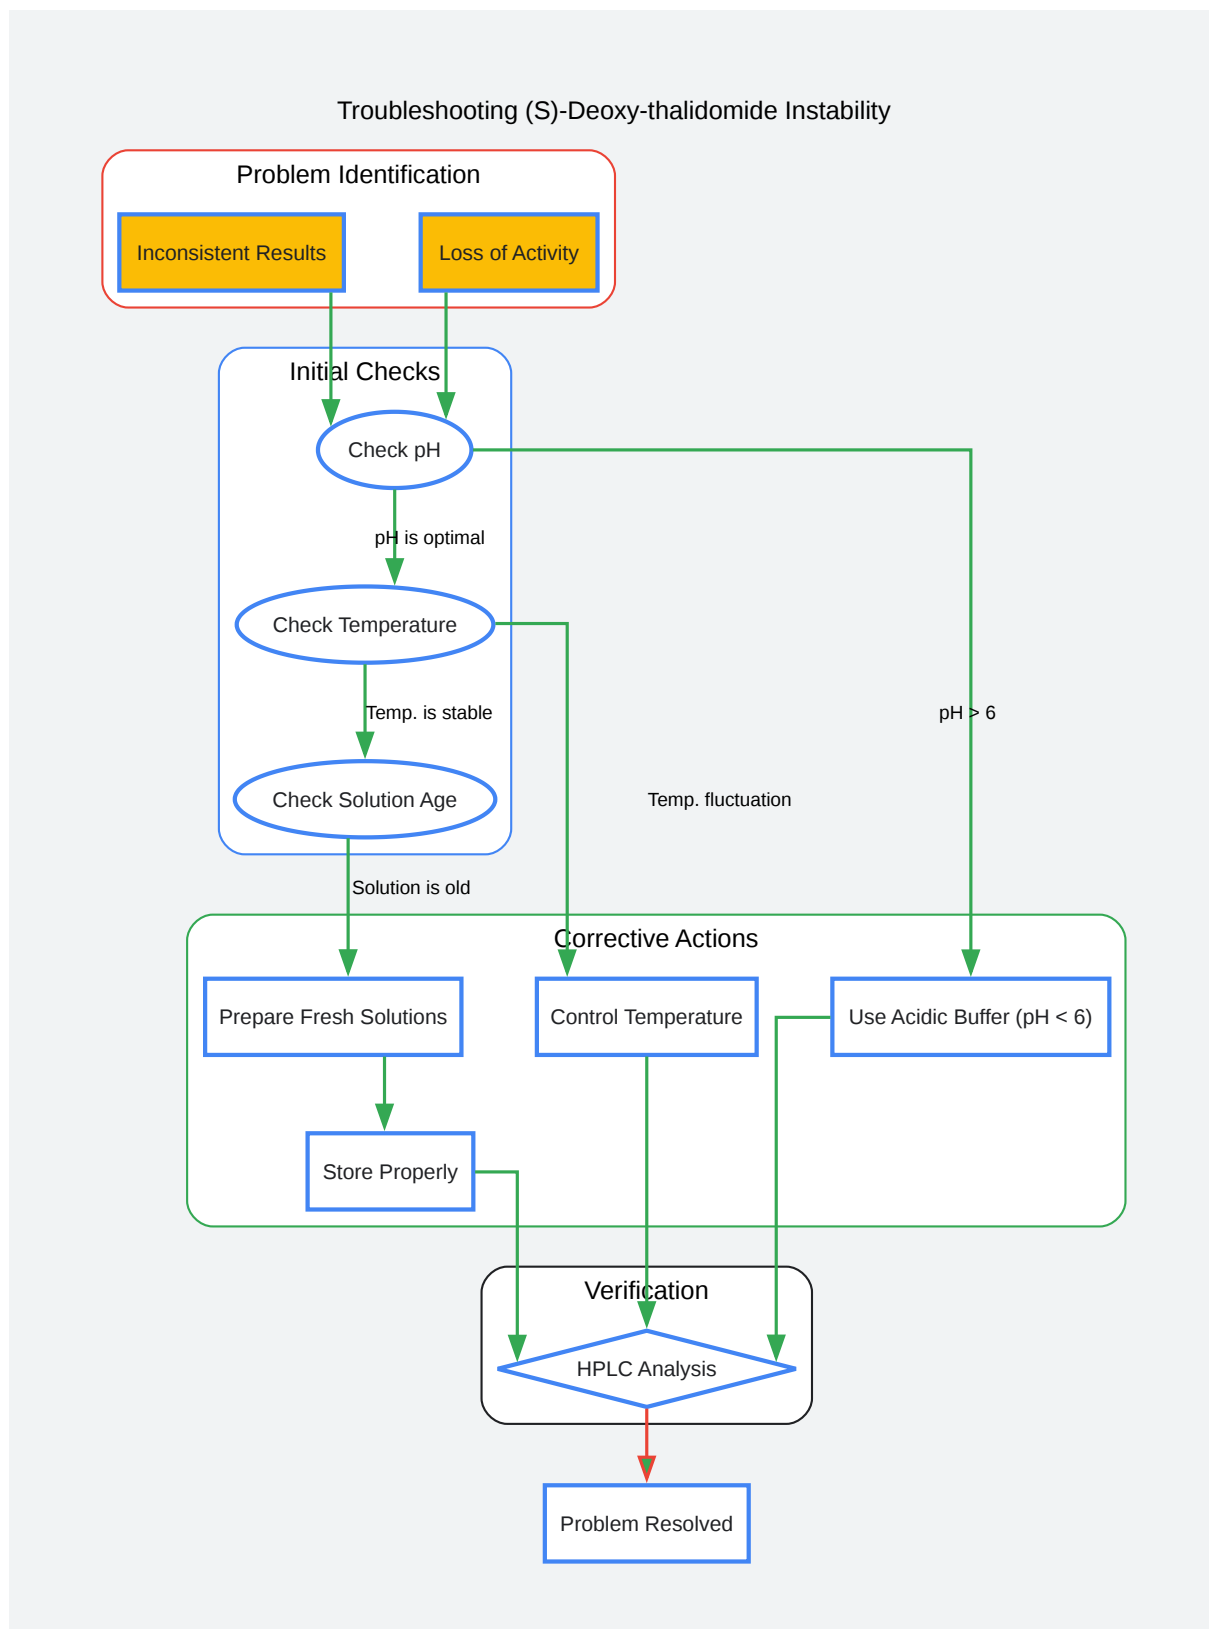 Troubleshooting (S)-Deoxy-thalidomide Instability
Problem Identification
Inconsistent Results
Loss of Activity
Initial Checks
Check pH
pH is optimal
Check Temperature
Temp. is stable
pH > 6
Check Solution Age
Temp. fluctuation
Solution is old
Corrective Actions
Prepare Fresh Solutions
Control Temperature
Use Acidic Buffer (pH < 6)
Store Properly
Verification
HPLC Analysis
Problem Resolved